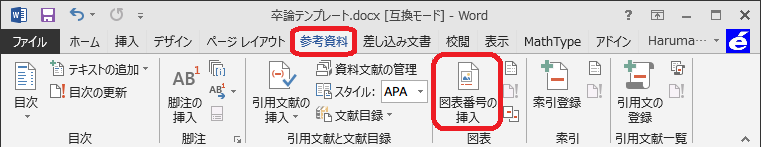 卒論テンプレート.docx [互換モード] - Word
ファイル ホーム 挿入 デザイン ページ レイアウト 参考資料 差し込み文書 校閲 表示 MathType アドイン Haruma...
目次
テキストの追加
目次の更新
目次
AB¹
脚注の
挿入
AB
脚注
引用文献の
挿入
資料文献の管理
スタイル: APA
文献目録
引用文献と文献目録
図表番号の
挿入
図表
索引登録
索引
引用文の
登録
引用文献一覧